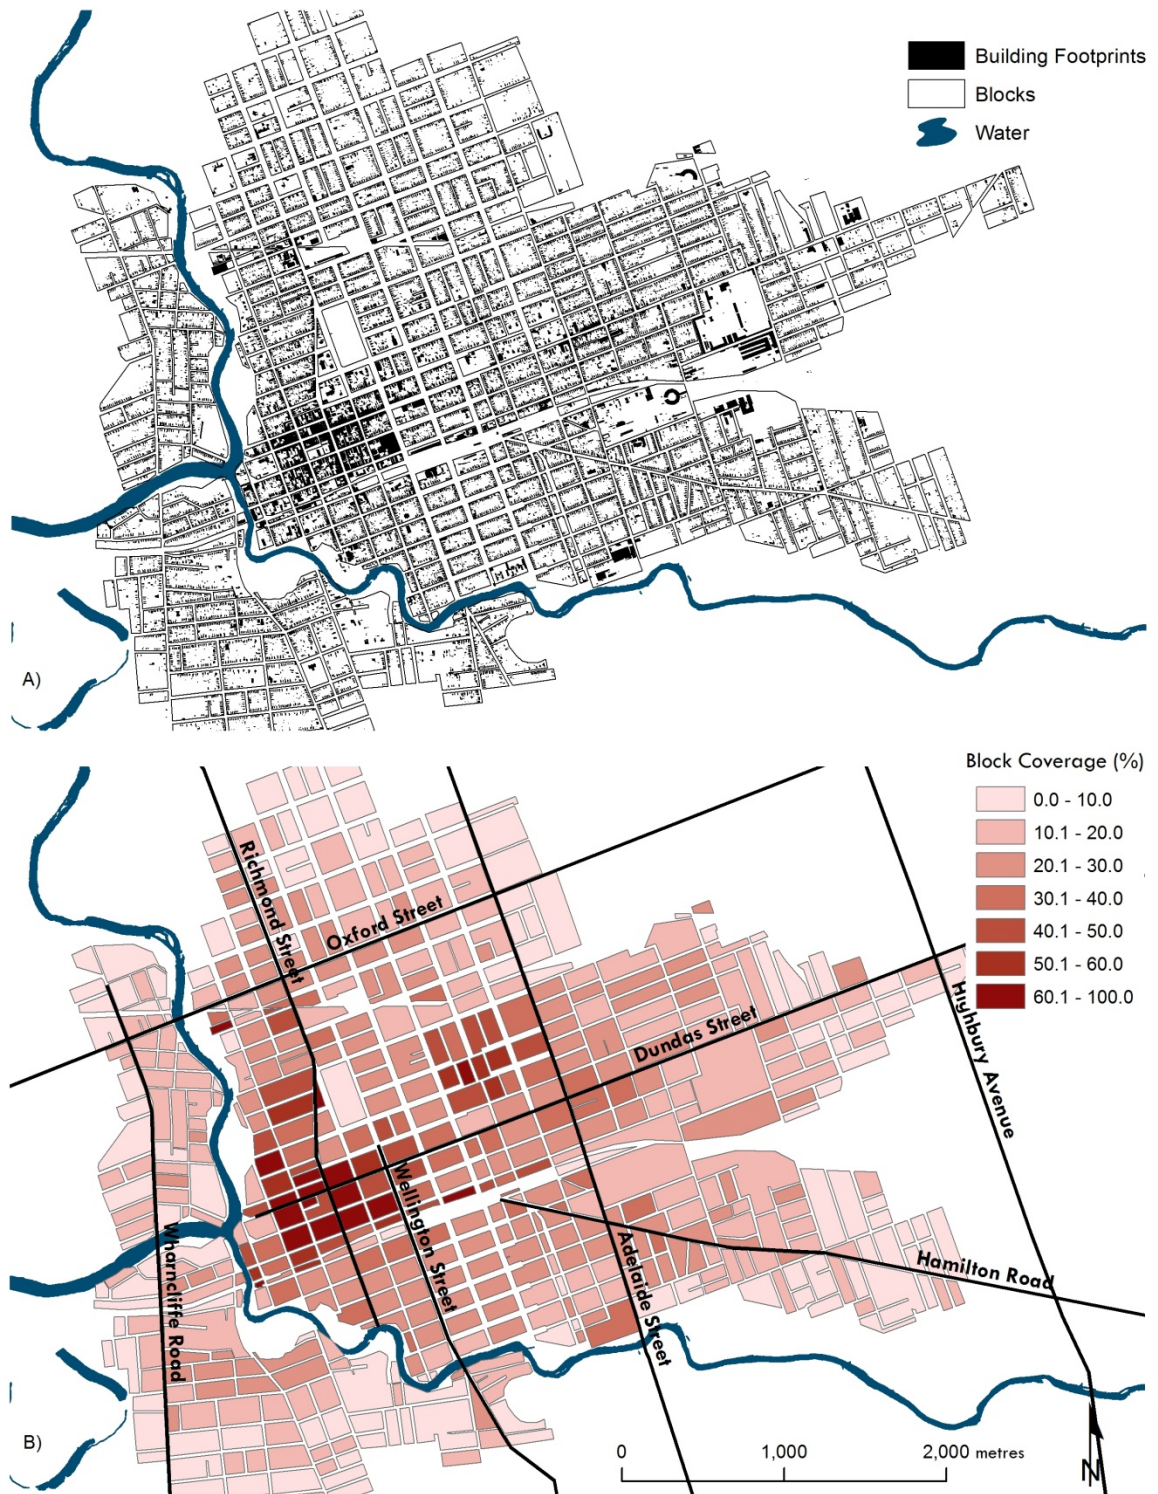 Building Footprints
Blocks
Water
A)
Block Coverage (%)
0.0 - 10.0
10.1 - 20.0
20.1 - 30.0
30.1 - 40.0
40.1 - 50.0
50.1 - 60.0
60.1 - 100.0
Richmond Street
Oxford Street
Dundas Street
Highbury Avenue
Wellington Street
Wharncliffe Road
Adelaide Street
Hamilton Road
B)
0 1,000 2,000 metres
N